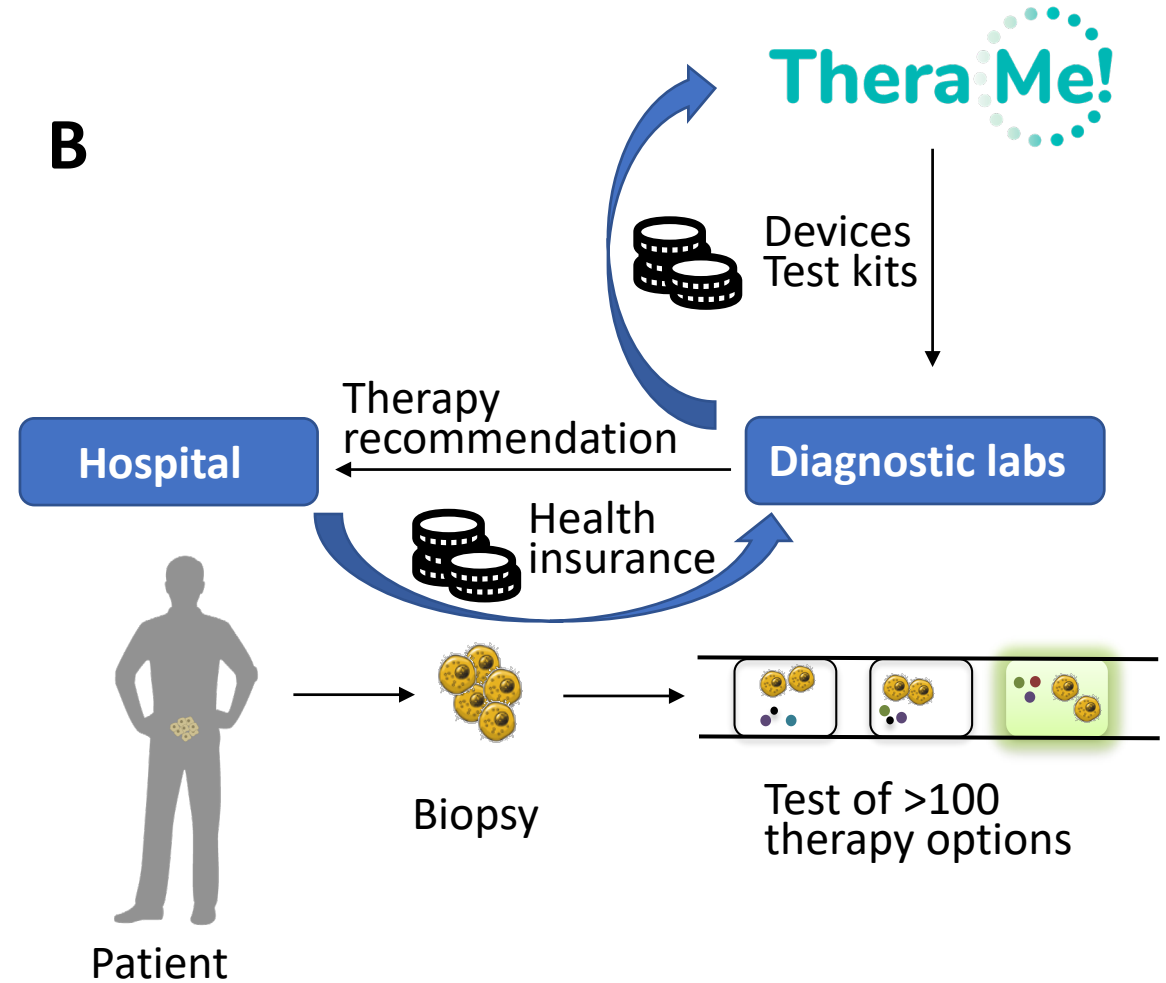 Thera Me!
B
Devices
Test kits
Therapy
recommendation
Hospital
Diagnostic labs
Health
insurance
Biopsy
Test of >100
therapy options
Patient